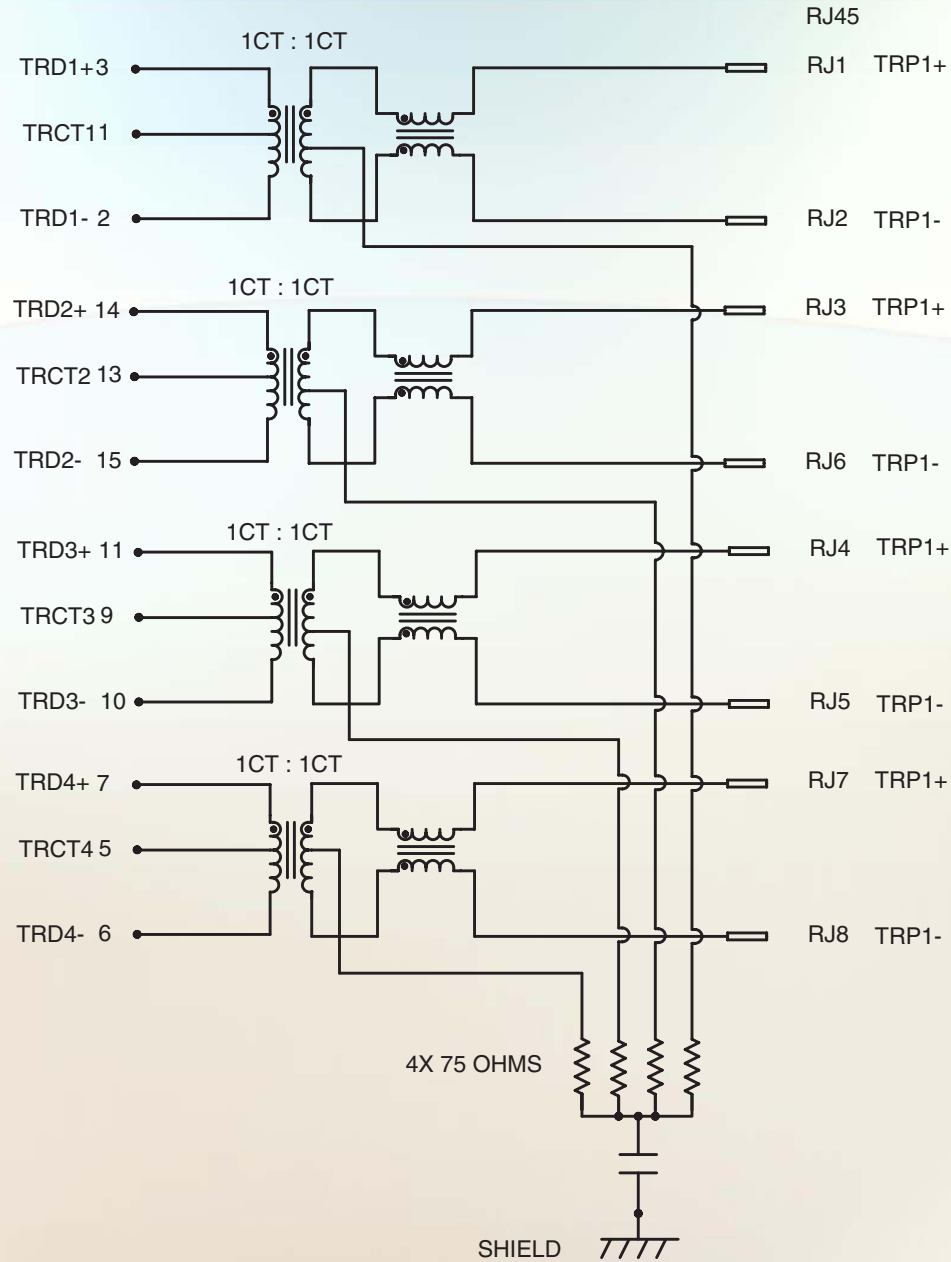 RJ45
1CT : 1CT
TRD1+3 RJ1 TRP1+
TRCT11
TRD1- 2 RJ2 TRP1-
1CT : 1CT
TRD2+ 14 RJ3 TRP1+
TRCT2 13
TRD2- 15 RJ6 TRP1-
1CT : 1CT
TRD3+ 11 RJ4 TRP1+
TRCT3 9
TRD3- 10 RJ5 TRP1-
1CT : 1CT
TRD4+ 7 RJ7 TRP1+
TRCT4 5
TRD4- 6 RJ8 TRP1-
4X 75 OHMS
SHIELD